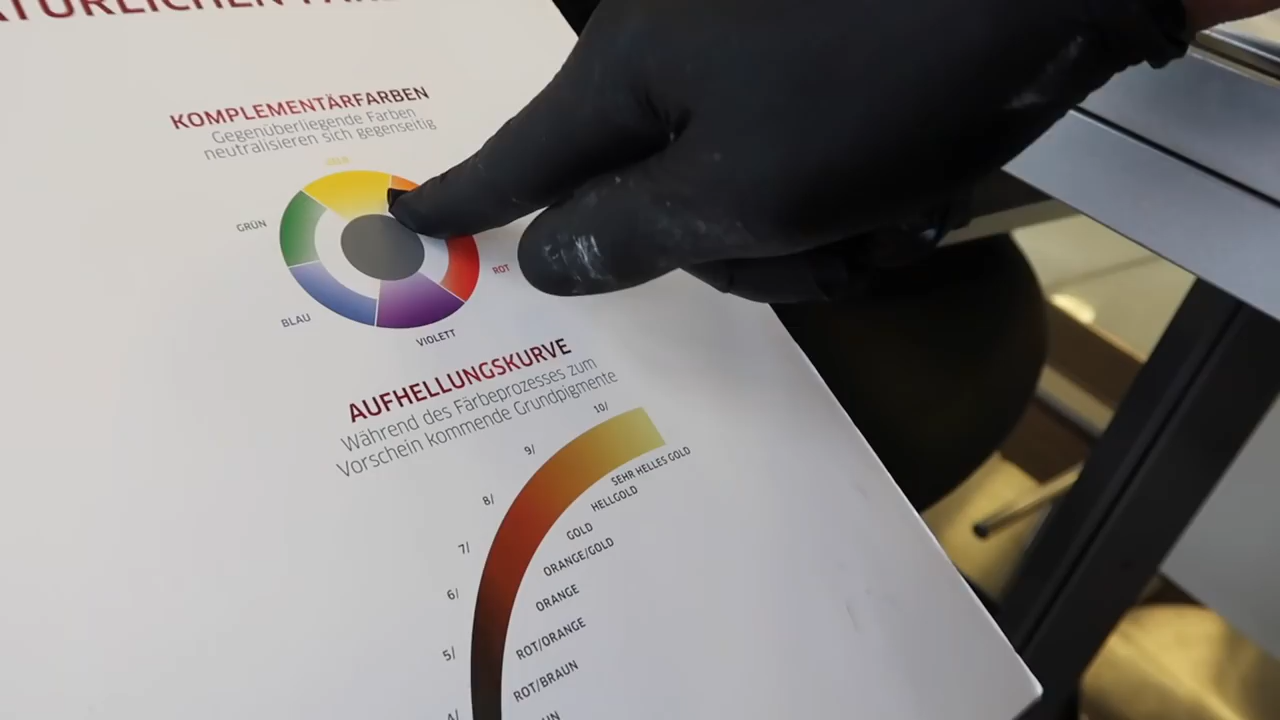 KOMPLEMENTÄRFARBEN
Gegenüberliegende Farben
neutralisieren sich gegenseitig
GRÜN
ROT
BLAU
VIOLETT
AUFHELLUNGSKURVE
Während des Färbeprozesses zum
Vorschein kommende Grundpigmente
10/
9/
8/
7/
6/
5/
4/
SEHR HELLES GOLD
HELLGOLD
GOLD
ORANGE/GOLD
ORANGE
ROT/ORANGE
ROT/BRAUN